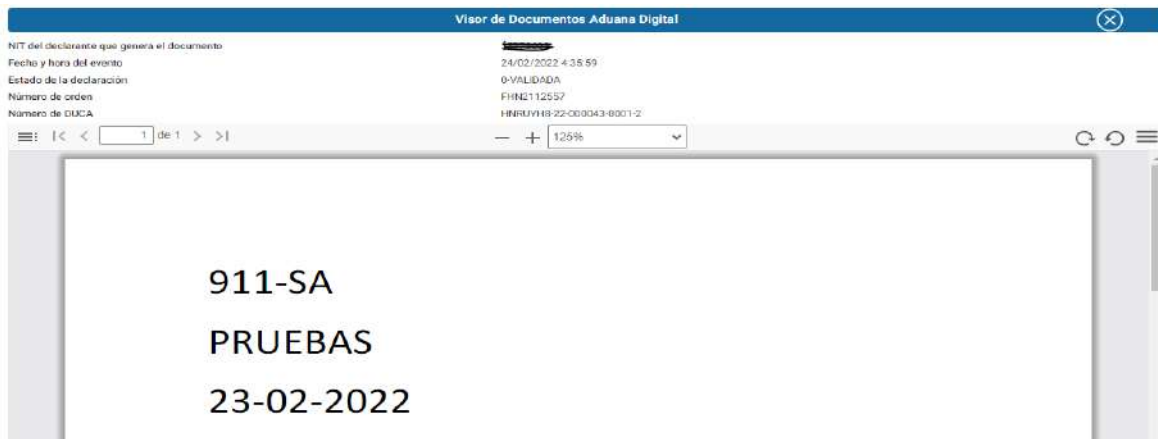 Visor de Documentos Aduana Digital
NIT del declarante que genera el documento
Fecha y hora del evento 24/02/2022 4:35:59
Estado de la declaración 0-VALIDADA
Número de orden FHN2112557
Número de DUCA HNRUYH8-22-000043-8001-2
1 de 1 125%
911-SA
PRUEBAS
23-02-2022